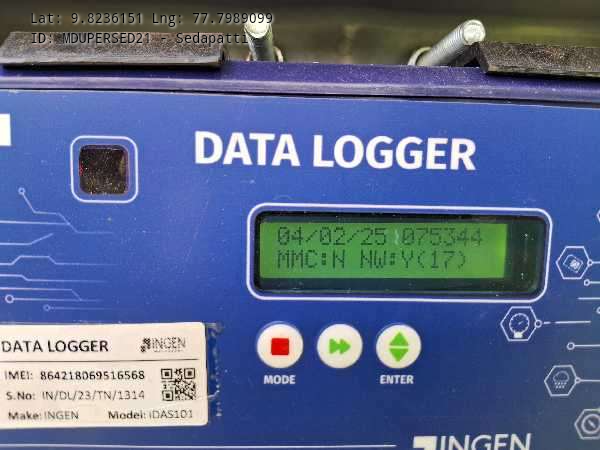 Lat: 9.8236151 Lng: 77.7989099
ID: MDUPERSED21 - Sedapatti
DATA LOGGER
04/02/25 075344
MMC:N NW:Y(17)
MODE
ENTER
DATA LOGGER INGEN
IMEI: 864218069516568
S.No: IN/DL/23/TN/1314
Make: INGEN Model: iDAS101
INGEN